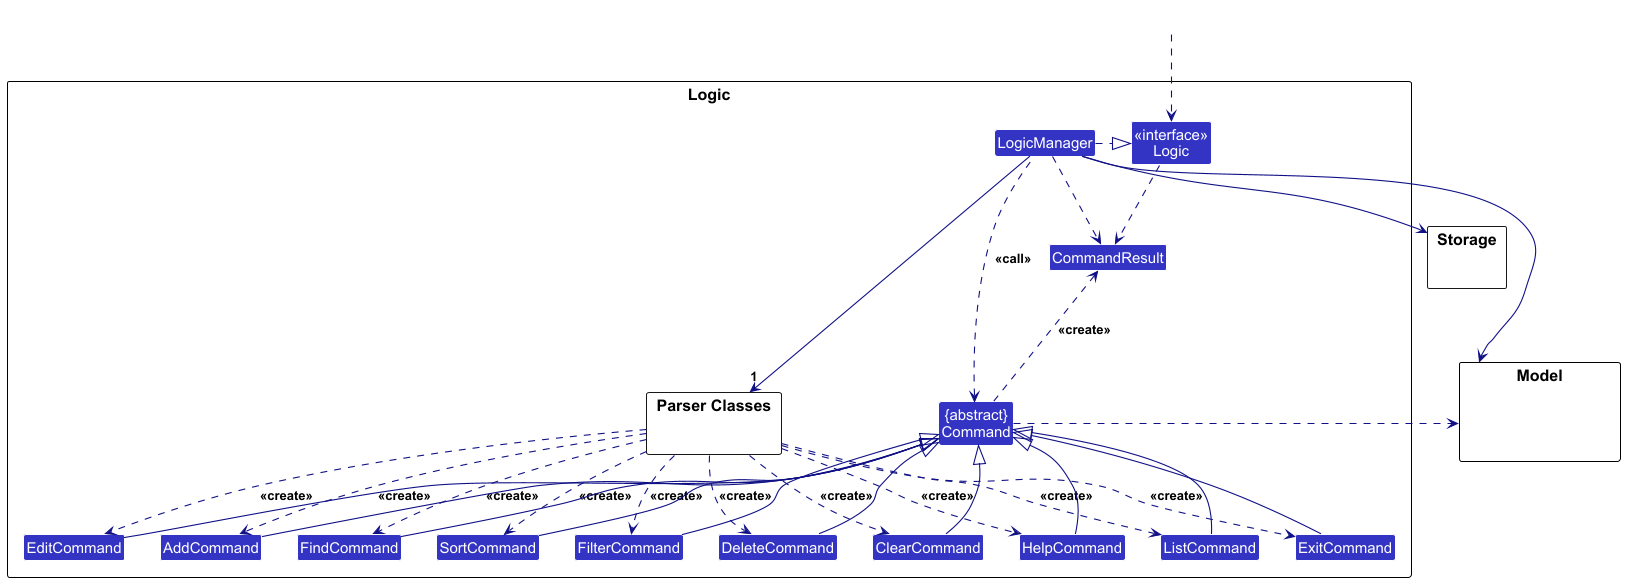 Logic
LogicManager
«interface»
Logic
Storage
«call»
CommandResult
«create»
1
Model
Parser Classes
{abstract}
Command
«create»
«create»
«create»
«create»
«create»
«create»
«create»
«create»
«create»
«create»
EditCommand
AddCommand
FindCommand
SortCommand
FilterCommand
DeleteCommand
ClearCommand
HelpCommand
ListCommand
ExitCommand